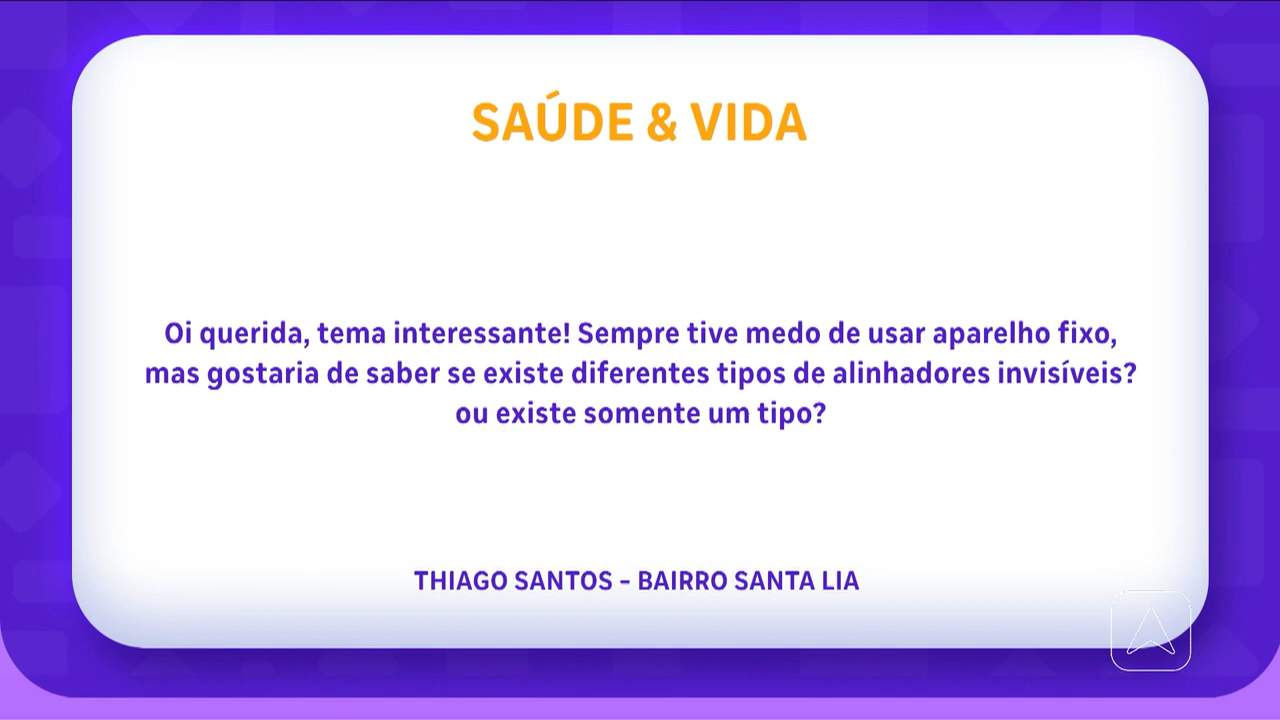 SAÚDE & VIDA
Oi querida, tema interessante! Sempre tive medo de usar aparelho fixo,
mas gostaria de saber se existe diferentes tipos de alinhadores invisíveis?
ou existe somente um tipo?
THIAGO SANTOS - BAIRRO SANTA LIA